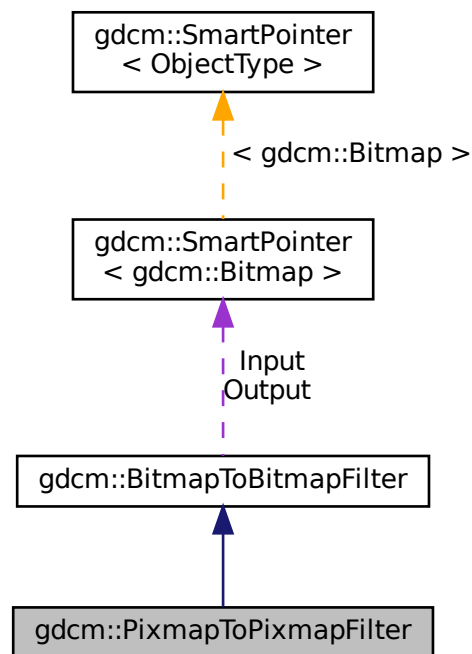 gdcm::SmartPointer
< ObjectType >
< gdcm::Bitmap >
gdcm::SmartPointer
< gdcm::Bitmap >
Input
Output
gdcm::BitmapToBitmapFilter
gdcm::PixmapToPixmapFilter